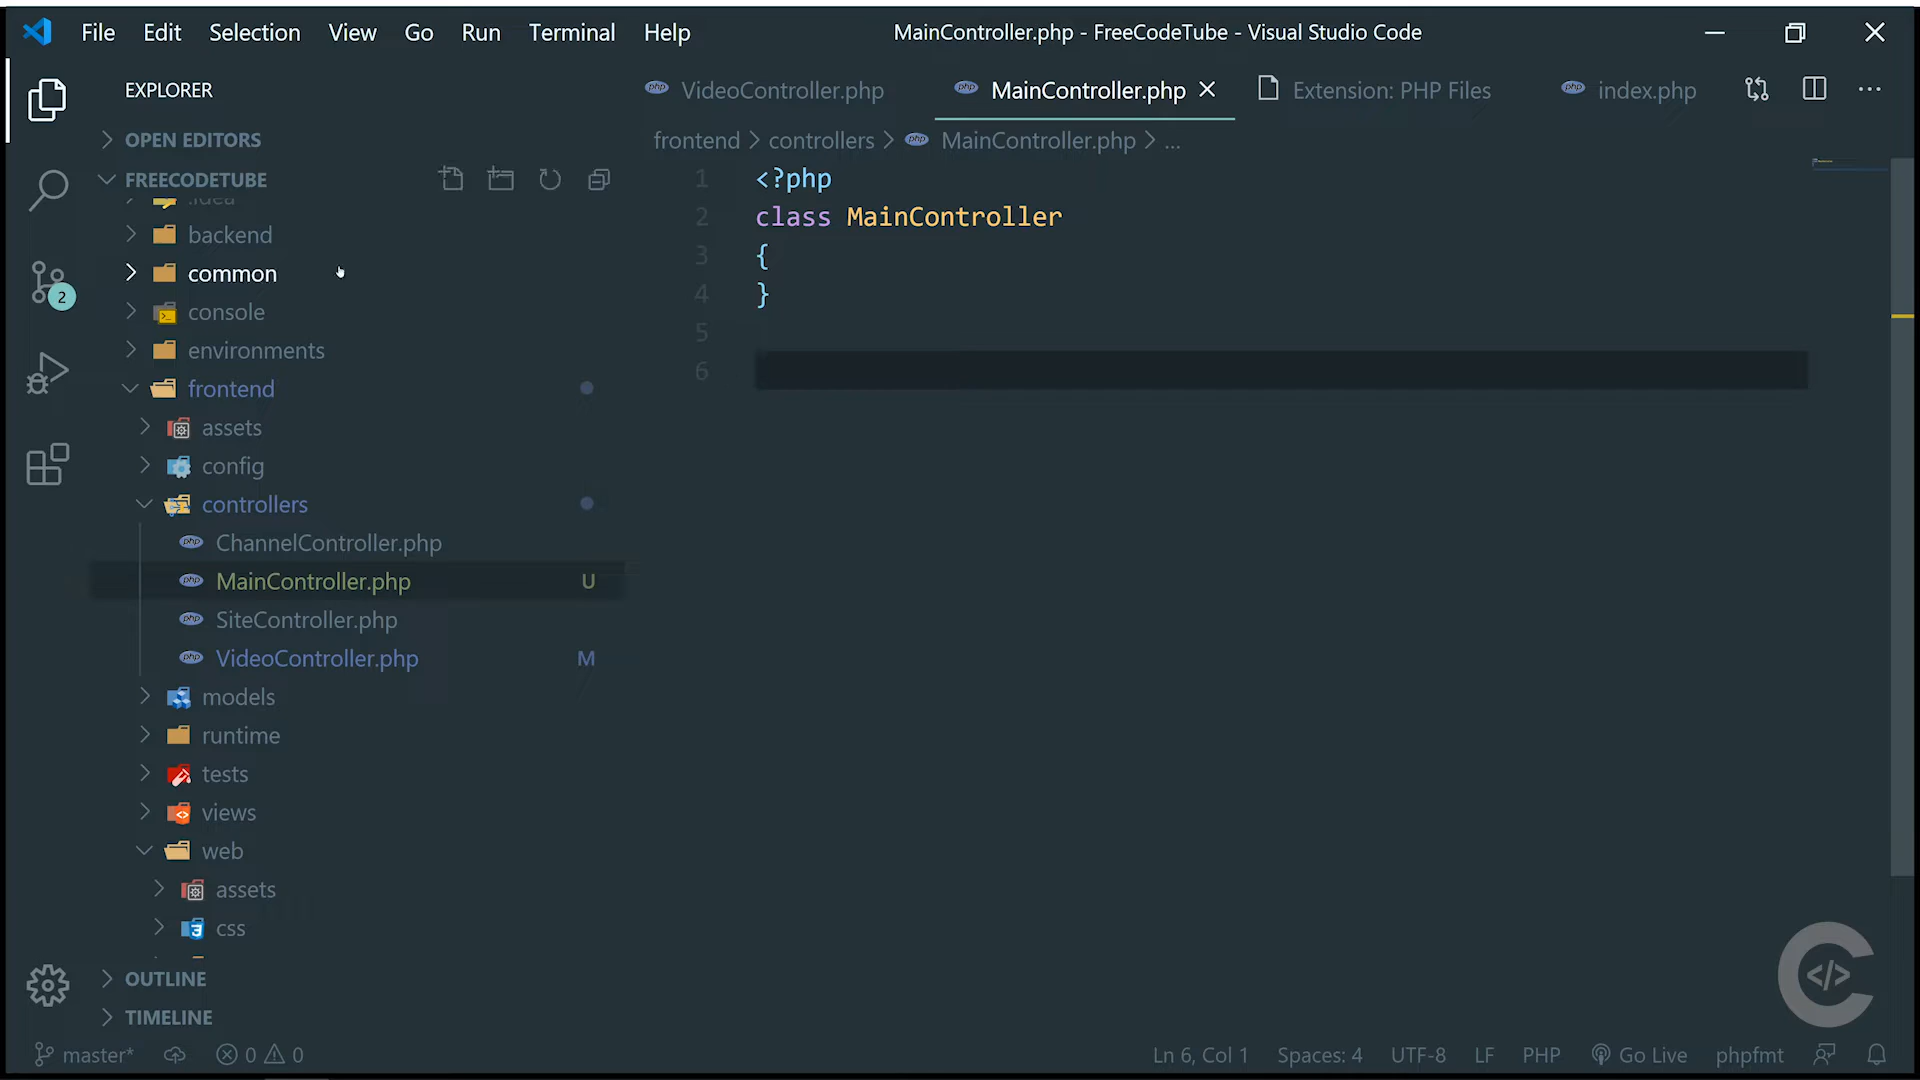 File Edit Selection View Go Run Terminal Help MainController.php - FreeCodeTube - Visual Studio Code
EXPLORER
VideoController.php MainController.php Extension: PHP Files index.php
OPEN EDITORS
frontend > controllers > MainController.php > ...
FREECODETUBE
.idea
backend
common
console
environments
frontend
assets
config
controllers
ChannelController.php
MainController.php U
SiteController.php
VideoController.php M
models
runtime
tests
views
web
assets
css
OUTLINE
TIMELINE
2
1 <?php
2 class MainController
3 {
4 }
5
6
</>
master* 0 0 Ln 6, Col 1 Spaces: 4 UTF-8 LF PHP Go Live phpfmt